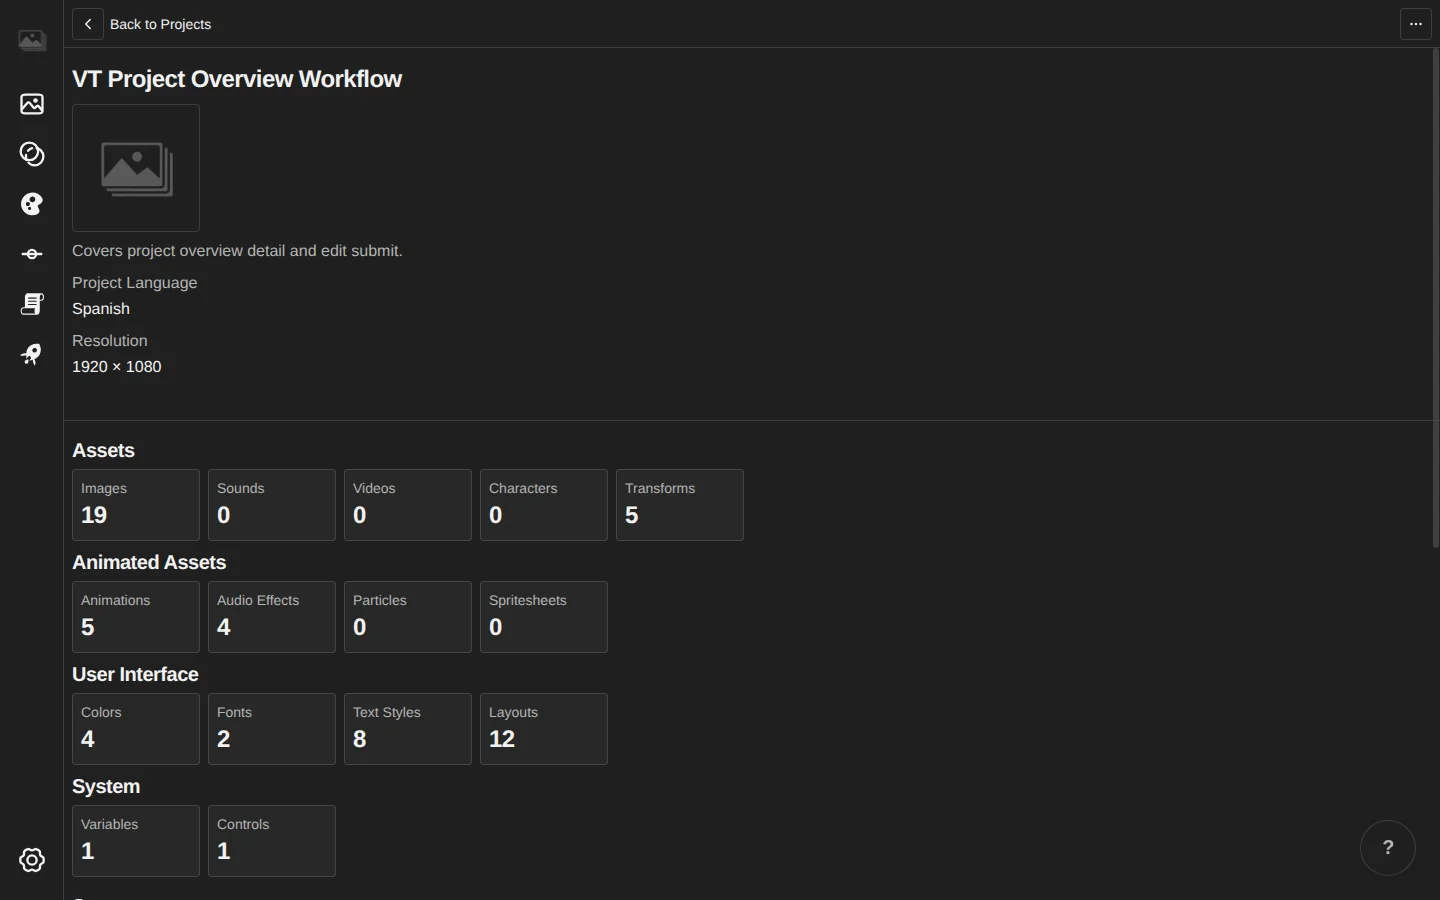 Back to Projects
VT Project Overview Workflow
Covers project overview detail and edit submit.
Project Language
Spanish
Resolution
1920 × 1080
Assets
Images Sounds Videos Characters Transforms
19 0 0 0 5
Animated Assets
Animations Audio Effects Particles Spritesheets
5 4 0 0
User Interface
Colors Fonts Text Styles Layouts
4 2 8 12
System
Variables Controls
1 1
?